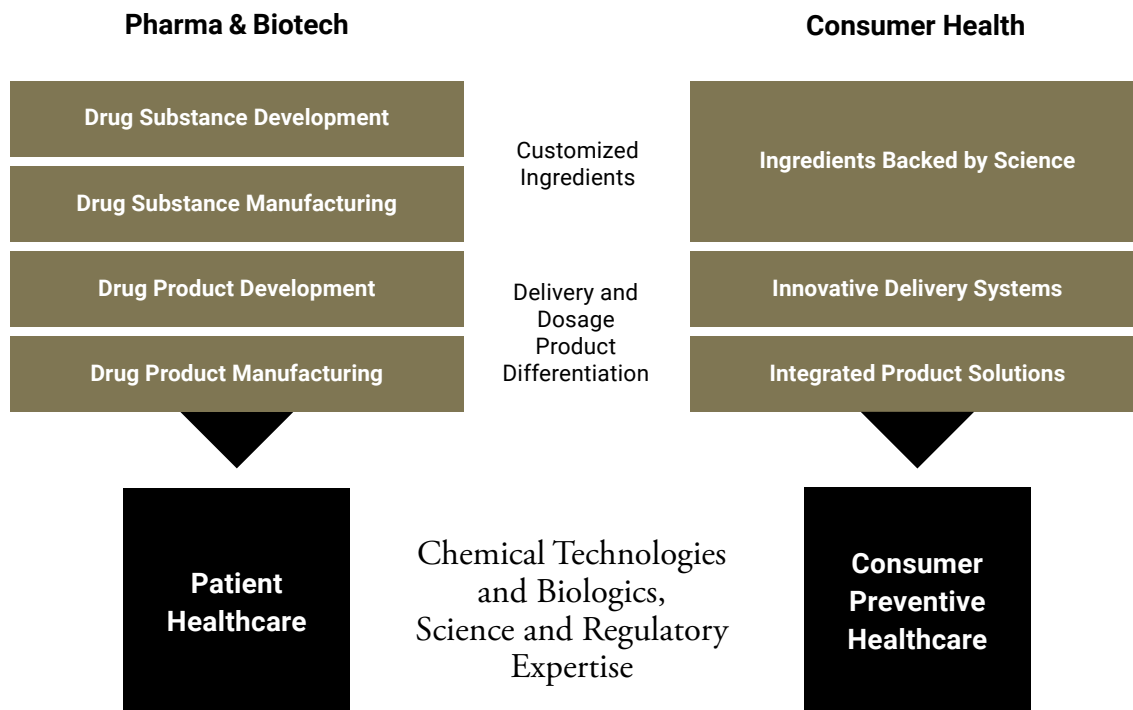 Pharma & Biotech
Consumer Health
Drug Substance Development
Drug Substance Manufacturing
Drug Product Development
Drug Product Manufacturing
Customized
Ingredients
Delivery and
Dosage
Product
Differentiation
Ingredients Backed by Science
Innovative Delivery Systems
Integrated Product Solutions
Patient
Healthcare
Chemical Technologies
and Biologics,
Science and Regulatory
Expertise
Consumer
Preventive
Healthcare